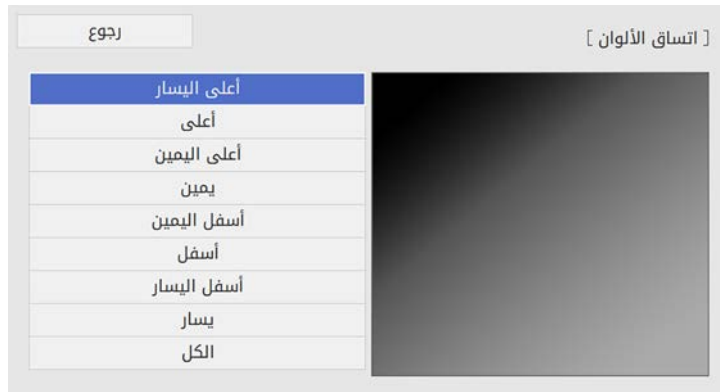 [ اتساق الألوان ]
رجوع
أعلى اليسار
أعلى
أعلى اليمين
يمين
أسفل اليمين
أسفل
أسفل اليسار
يسار
الكل